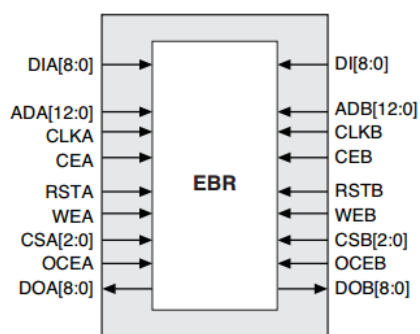 DIA[8:0] DI[8:0]
ADA[12:0] ADB[12:0]
CLKA CLKB
CEA CEB
EBR
RSTA RSTB
WEA WEB
CSA[2:0] CSB[2:0]
OCEA OCEB
DOA[8:0] DOB[8:0]